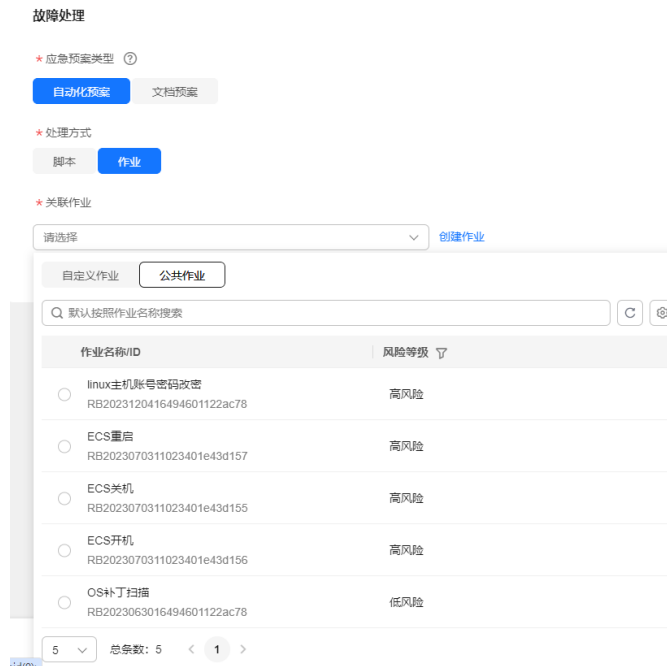 故障处理
* 应急预案类型
自动化预案 文档预案
* 处理方式
脚本 作业
* 关联作业
请选择 创建作业
自定义作业 公共作业
默认按照作业名称搜索
作业名称/ID 风险等级
linux主机账号密码改密
RB2023120416494601122ac78
高风险
ECS重启
RB2023070311023401e43d157
高风险
ECS关机
RB2023070311023401e43d155
高风险
ECS开机
RB2023070311023401e43d156
高风险
OS补丁扫描
RB2023063016494601122ac78
低风险
5 总条数：5 < 1 >